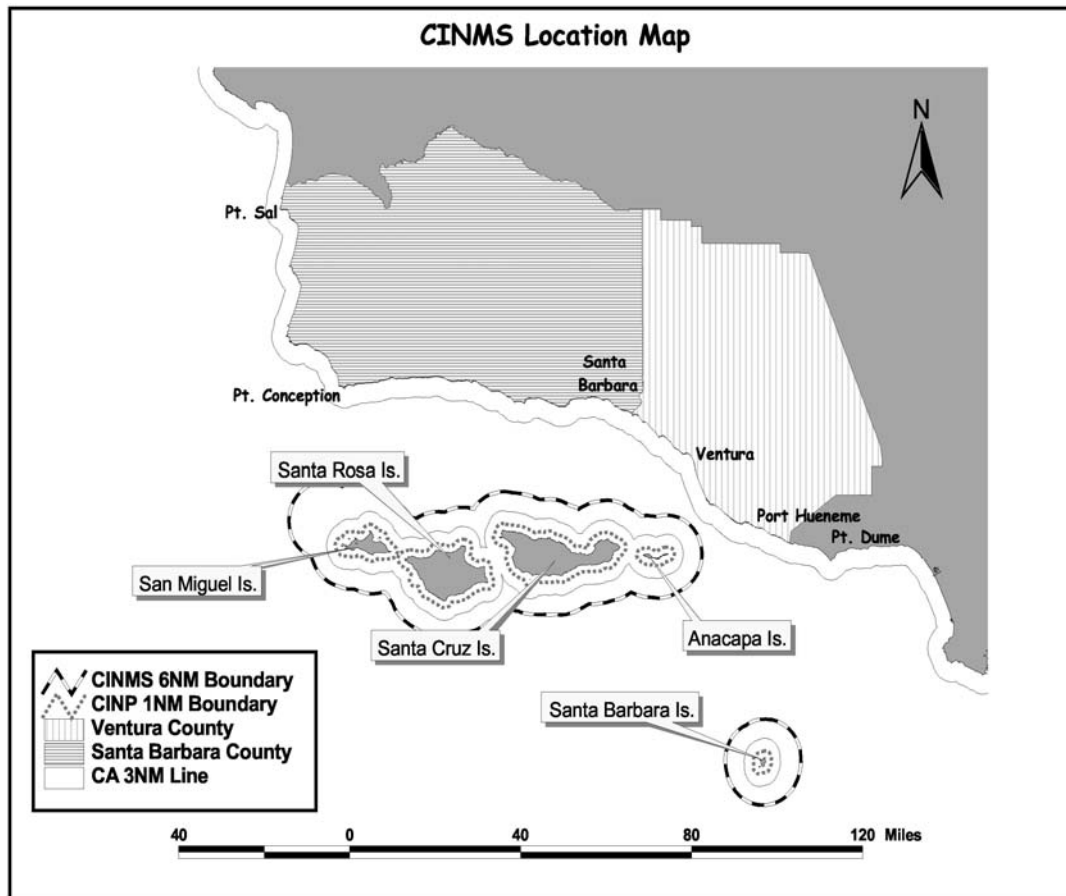 CINMS Location Map
N
Pt. Sal
Santa
Barbara
Pt. Conception
Ventura
Santa Rosa Is.
Port Hueneme
Pt. Dume
San Miguel Is.
Santa Cruz Is.
Anacapa Is.
Santa Barbara Is.
CINMS 6NM Boundary
CINP 1NM Boundary
Ventura County
Santa Barbara County
CA 3NM Line
40 0 40 80 120 Miles